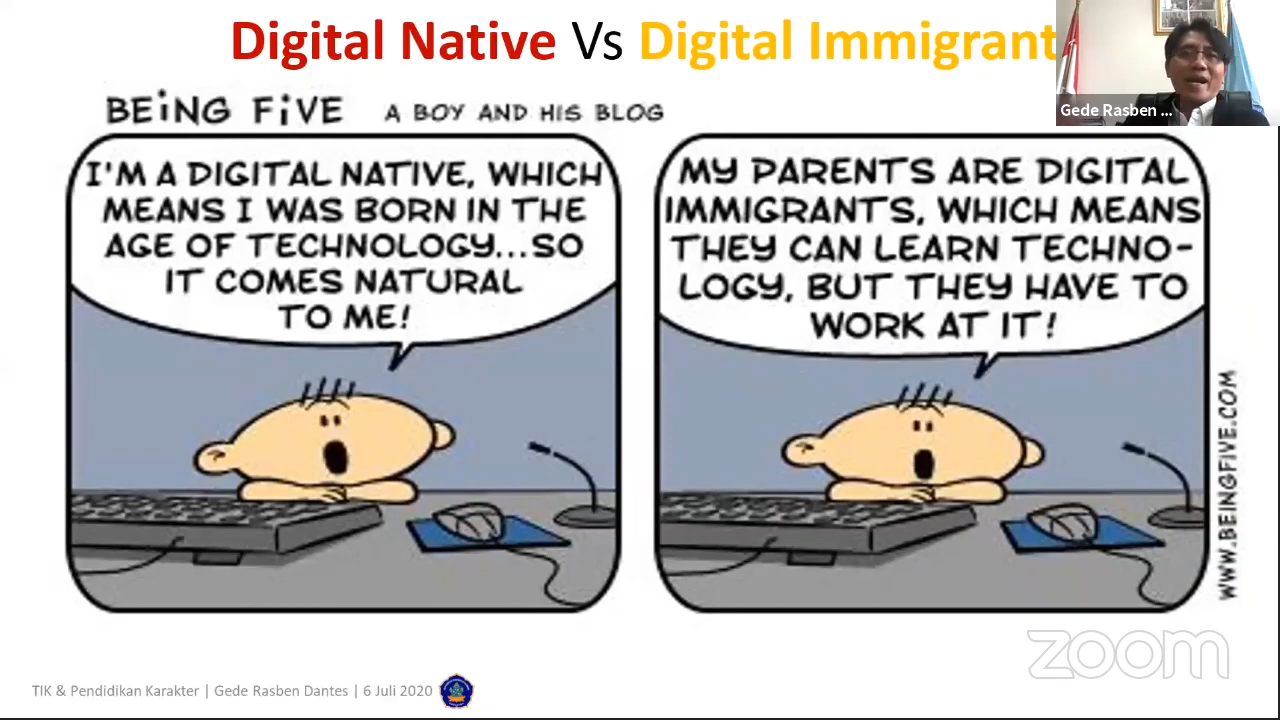 Digital Native Vs Digital Immigrant
Gede Rasben ...
BEiNG FiVE A BOY AND HIS BLOG
I'M A DIGITAL NATIVE, WHICH
MEANS I WAS BORN IN THE
AGE OF TECHNOLOGY...SO
IT COMES NATURAL
TO ME!
MY PARENTS ARE DIGITAL
IMMIGRANTS, WHICH MEANS
THEY CAN LEARN TECHNO-
LOGY, BUT THEY HAVE TO
WORK AT IT!
WWW.BEINGFIVE.COM
zoom
TIK & Pendidikan Karakter | Gede Rasben Dantes | 6 Juli 2020